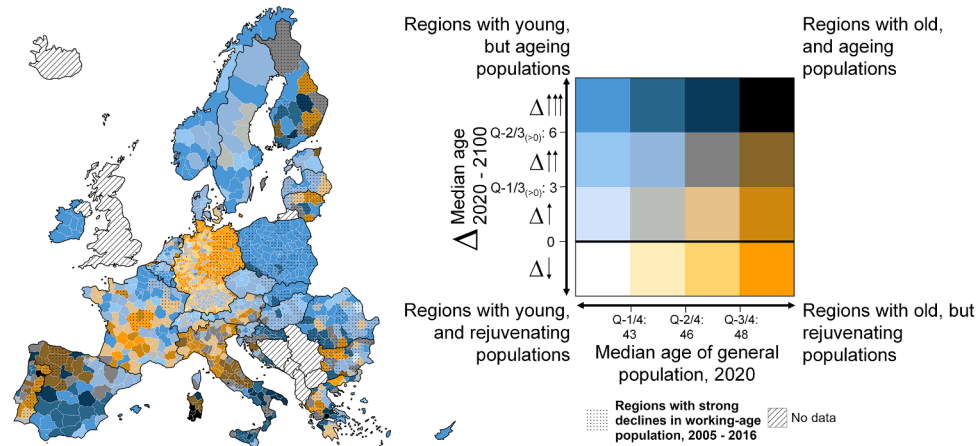 Regions with young,
but ageing
populations
Regions with old,
and ageing
populations
Δ Median age
2020 - 2100
Δ↑↑↑
Q-2/3(>0): 6
Δ↑↑
Q-1/3(>0): 3
Δ↑
0
Δ↓
Regions with young,
and rejuvenating
populations
Q-1/4:
43
Q-2/4:
46
Q-3/4:
48
Regions with old, but
rejuvenating
populations
Median age of general
population, 2020
Regions with strong
declines in working-age
population, 2005 - 2016
No data